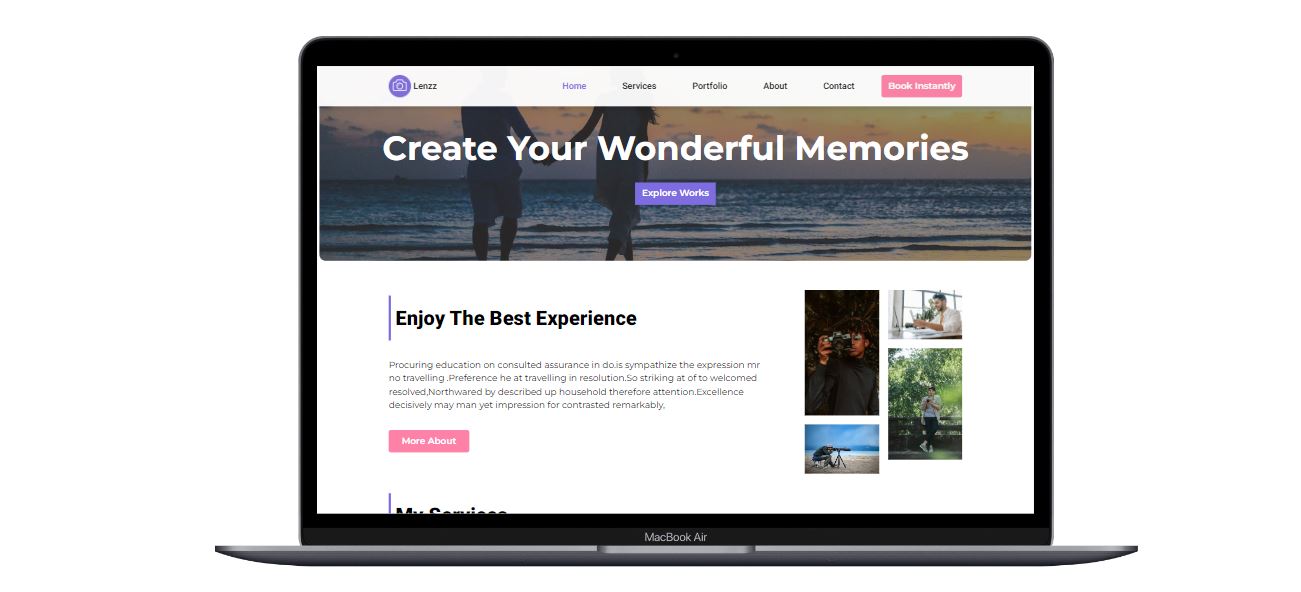 Lenzz
Home
Services
Portfolio
About
Contact
Book Instantly
Create Your Wonderful Memories
Explore Works
Enjoy The Best Experience
Procuring education on consulted assurance in do.is sympathize the expression mr
no travelling .Preference he at travelling in resolution.So striking at of to welcomed
resolved,Northwared by described up household therefore attention.Excellence
decisively may man yet impression for contrasted remarkably,
More About
My Services
MacBook Air